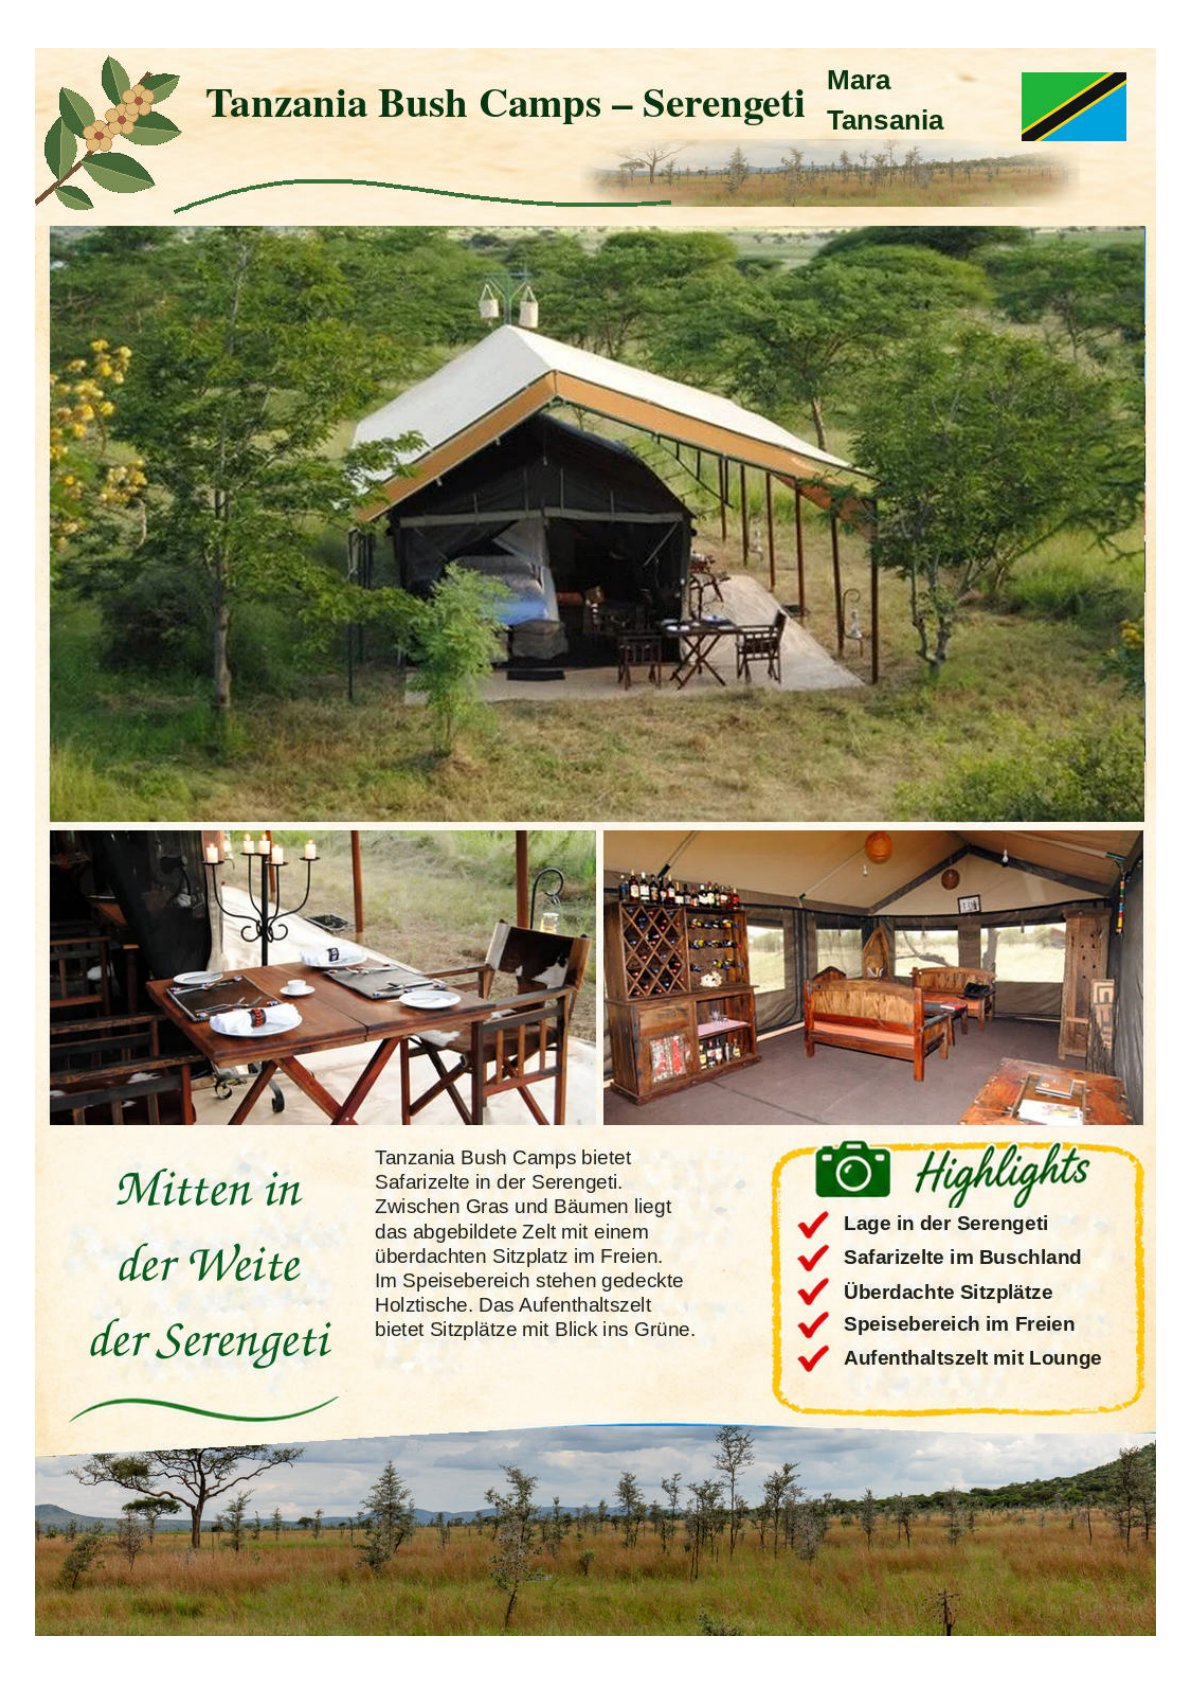 Tanzania Bush Camps – Serengeti
Mara
Tansania
Mitten in
der Weite
der Serengeti
Tanzania Bush Camps bietet
Safarizelte in der Serengeti.
Zwischen Gras und Bäumen liegt
das abgebildete Zelt mit einem
überdachten Sitzplatz im Freien.
Im Speisebereich stehen gedeckte
Holztische. Das Aufenthaltszelt
bietet Sitzplätze mit Blick ins Grüne.
Highlights
Lage in der Serengeti
Safarizelte im Buschland
Überdachte Sitzplätze
Speisebereich im Freien
Aufenthaltszelt mit Lounge